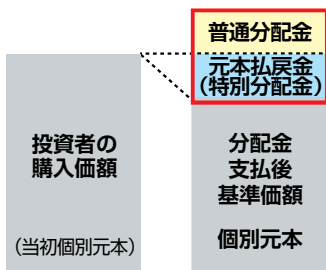 普通分配金
元本払戻金
(特別分配金)
投資者の
購入価額
(当初個別元本)
分配金
支払後
基準価額
個別元本